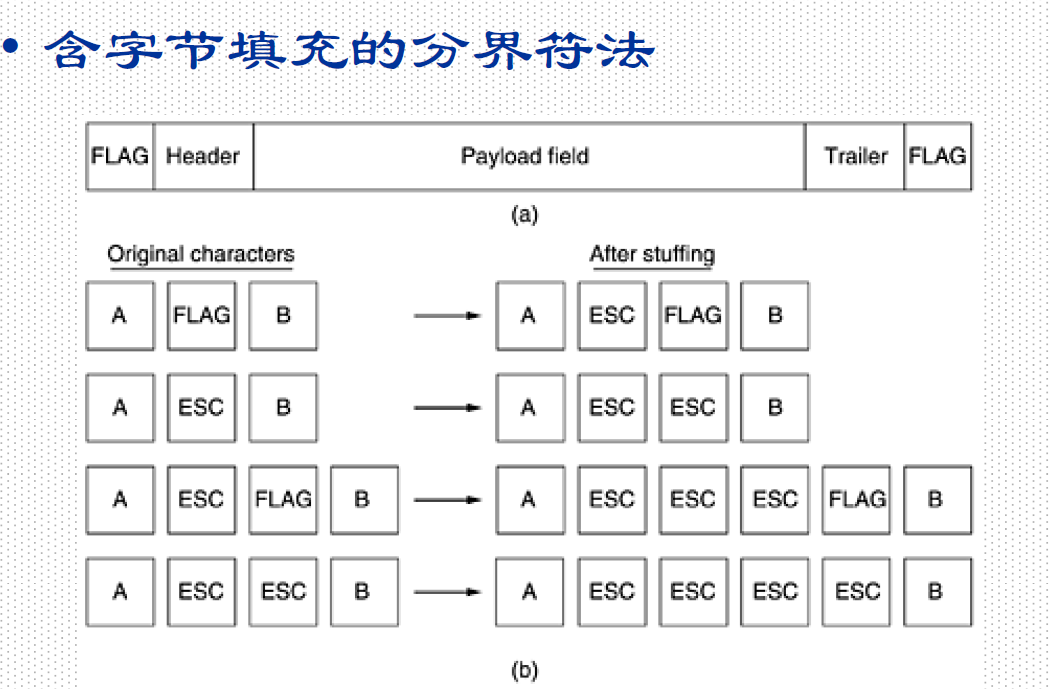 • 含字节填充的分界符法
FLAG Header Payload field Trailer FLAG
(a)
Original characters After stuffing
A FLAG B A ESC FLAG B
A ESC B A ESC ESC B
A ESC FLAG B A ESC ESC ESC FLAG B
A ESC ESC B A ESC ESC ESC ESC B
(b)